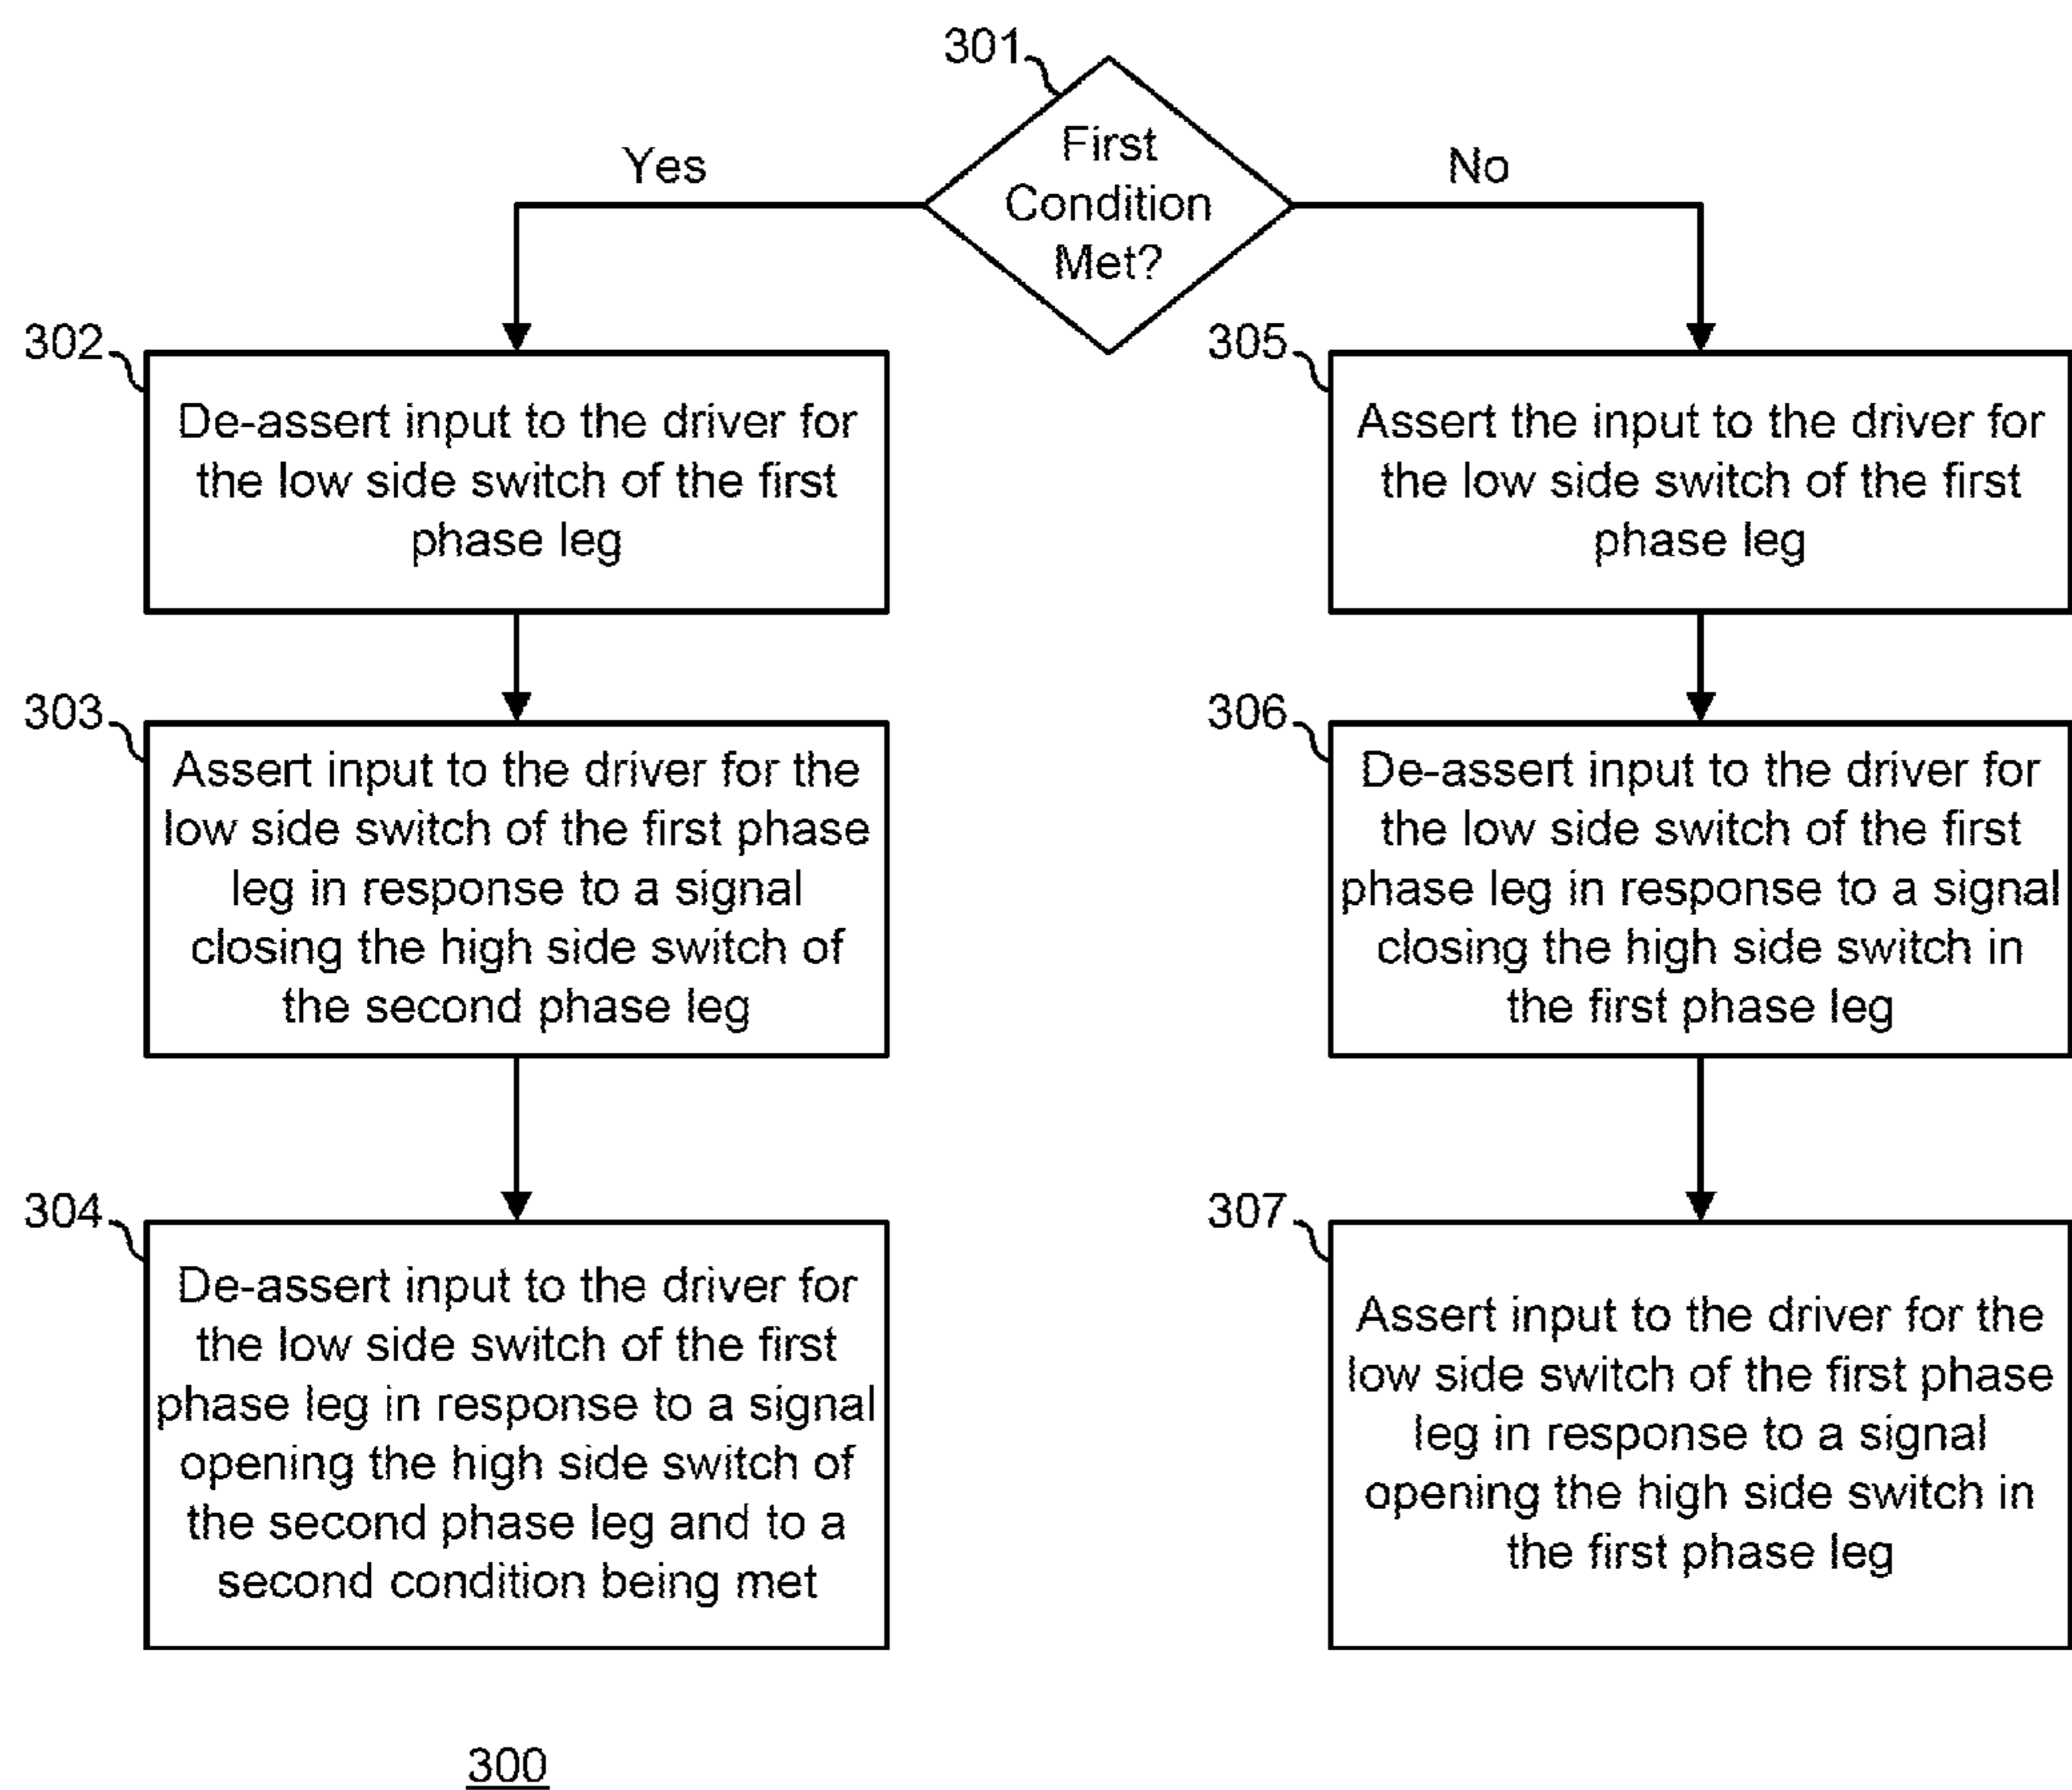 301
First
Condition
Met?
Yes
No
302
De-assert input to the driver for
the low side switch of the first
phase leg
303
Assert input to the driver for the
low side switch of the first phase
leg in response to a signal
closing the high side switch of
the second phase leg
304
De-assert input to the driver for
the low side switch of the first
phase leg in response to a signal
opening the high side switch of
the second phase leg and to a
second condition being met
305
Assert the input to the driver for
the low side switch of the first
phase leg
306
De-assert input to the driver for
the low side switch of the first
phase leg in response to a signal
closing the high side switch in
the first phase leg
307
Assert input to the driver for the
low side switch of the first phase
leg in response to a signal
opening the high side switch in
the first phase leg
300